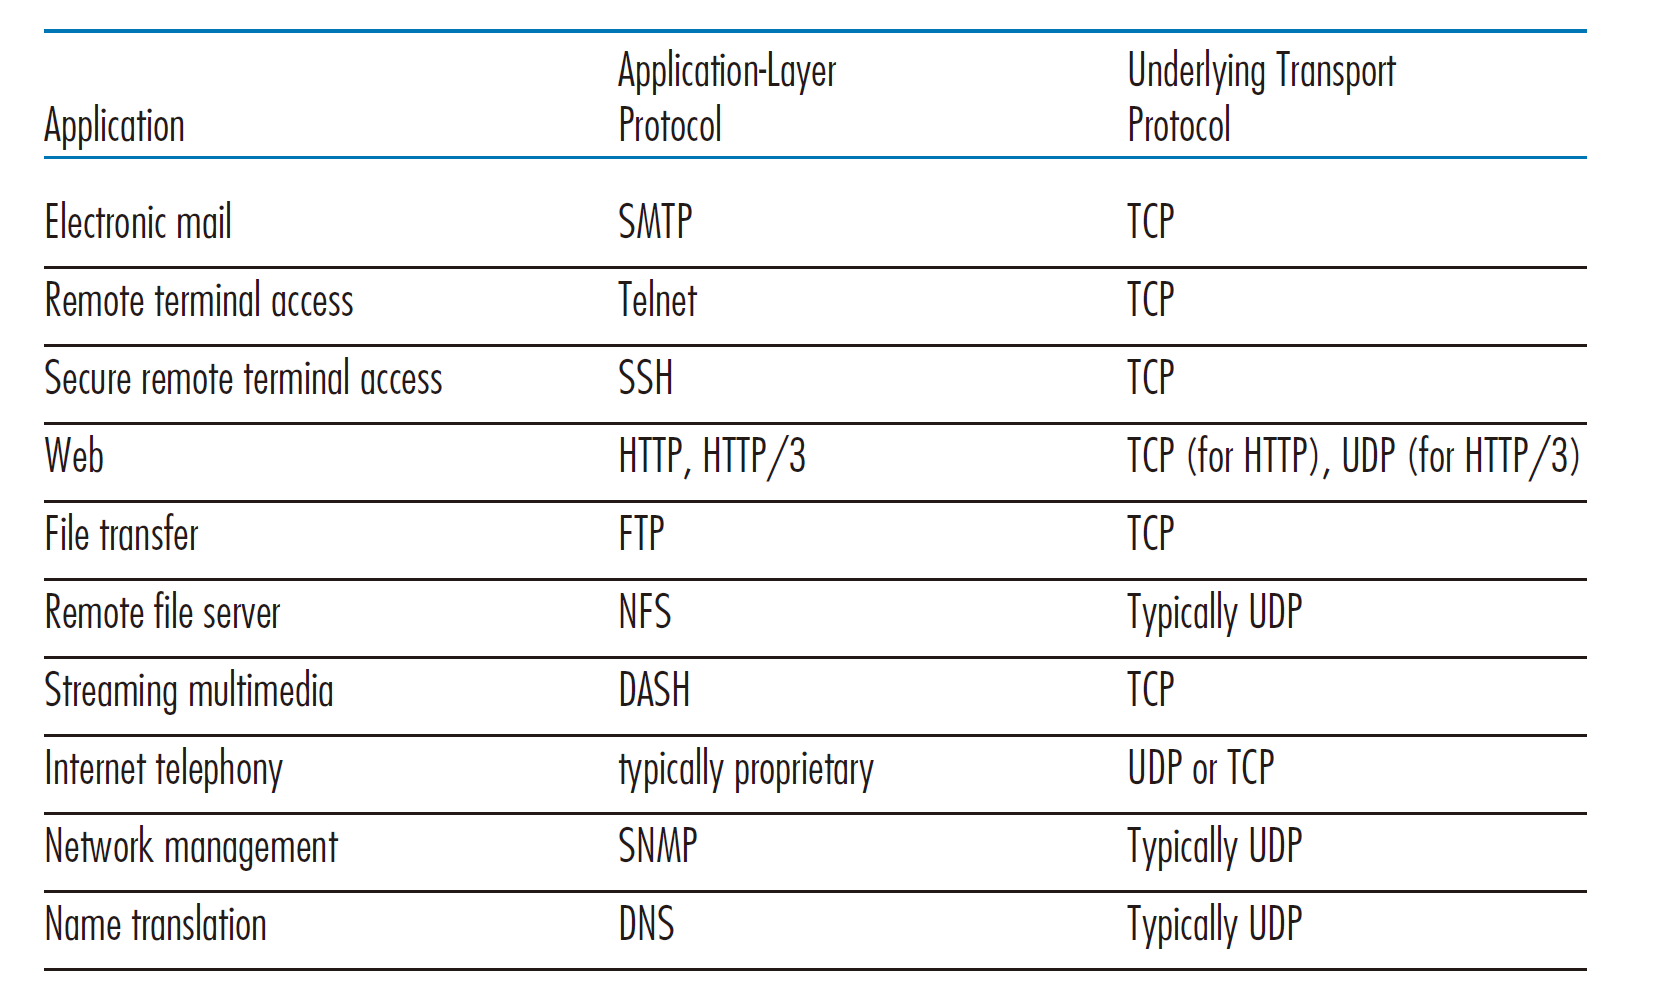 Application Application-Layer Protocol Underlying Transport Protocol
Electronic mail SMTP TCP
Remote terminal access Telnet TCP
Secure remote terminal access SSH TCP
Web HTTP, HTTP/3 TCP (for HTTP), UDP (for HTTP/3)
File transfer FTP TCP
Remote file server NFS Typically UDP
Streaming multimedia DASH TCP
Internet telephony typically proprietary UDP or TCP
Network management SNMP Typically UDP
Name translation DNS Typically UDP